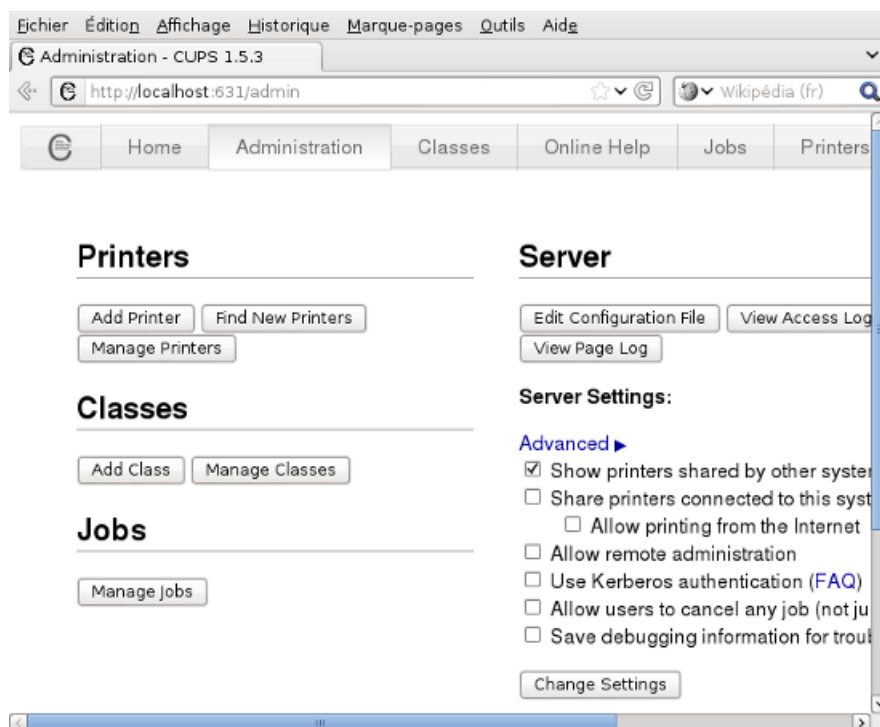 Fichier Édition Affichage Historique Marque-pages Outils Aide
Administration - CUPS 1.5.3
http://localhost:631/admin Wikipédia (fr)
Home Administration Classes Online Help Jobs Printers
Printers
Add Printer Find New Printers
Manage Printers
Classes
Add Class Manage Classes
Jobs
Manage Jobs
Server
Edit Configuration File View Access Log
View Page Log
Server Settings:
Advanced ▶
Show printers shared by other syster
Share printers connected to this syst
Allow printing from the Internet
Allow remote administration
Use Kerberos authentication (FAQ)
Allow users to cancel any job (not ju
Save debugging information for troul
Change Settings